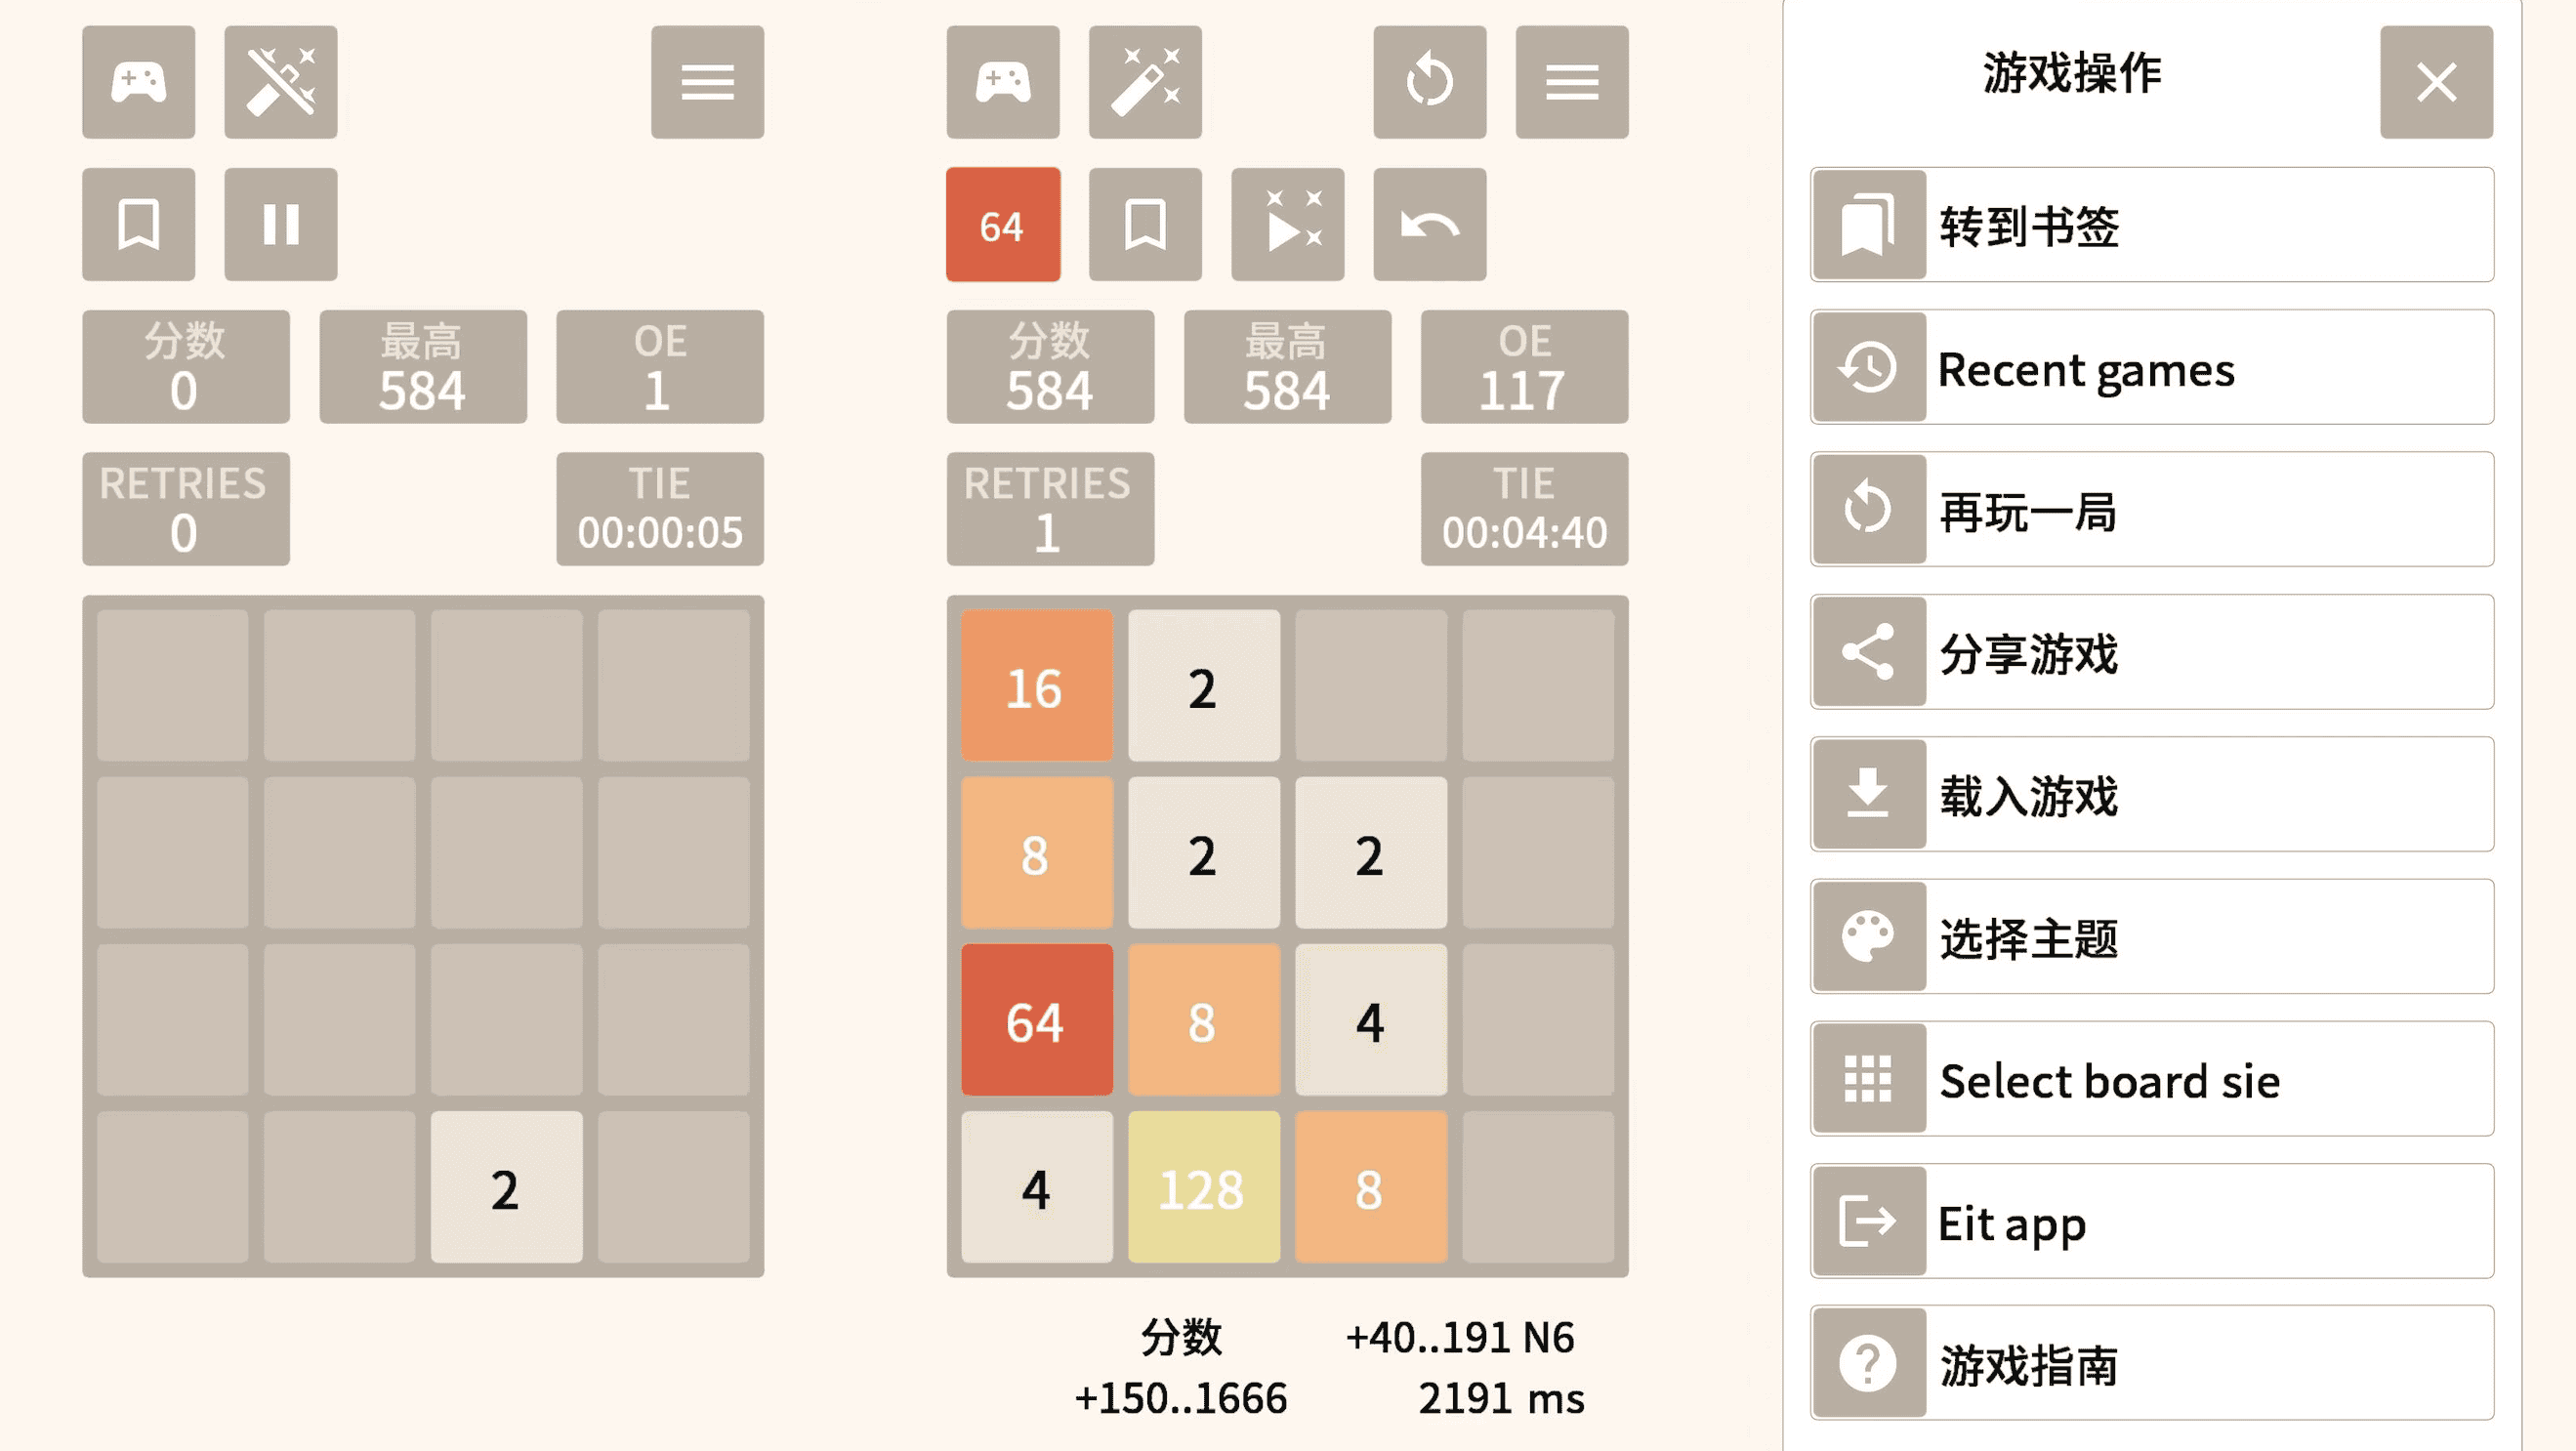 分数
0
最高
584
OE
1
RETRIES
0
TIE
00:00:05
2
64
分数
584
最高
584
OE
117
RETRIES
1
TIE
00:04:40
16 2
8 2 2
64 8 4
4 128 8
分数 +40..191 N6
+150..1666 2191 ms
游戏操作
转到书签
Recent games
再玩一局
分享游戏
载入游戏
选择主题
Select board sie
Eit app
游戏指南